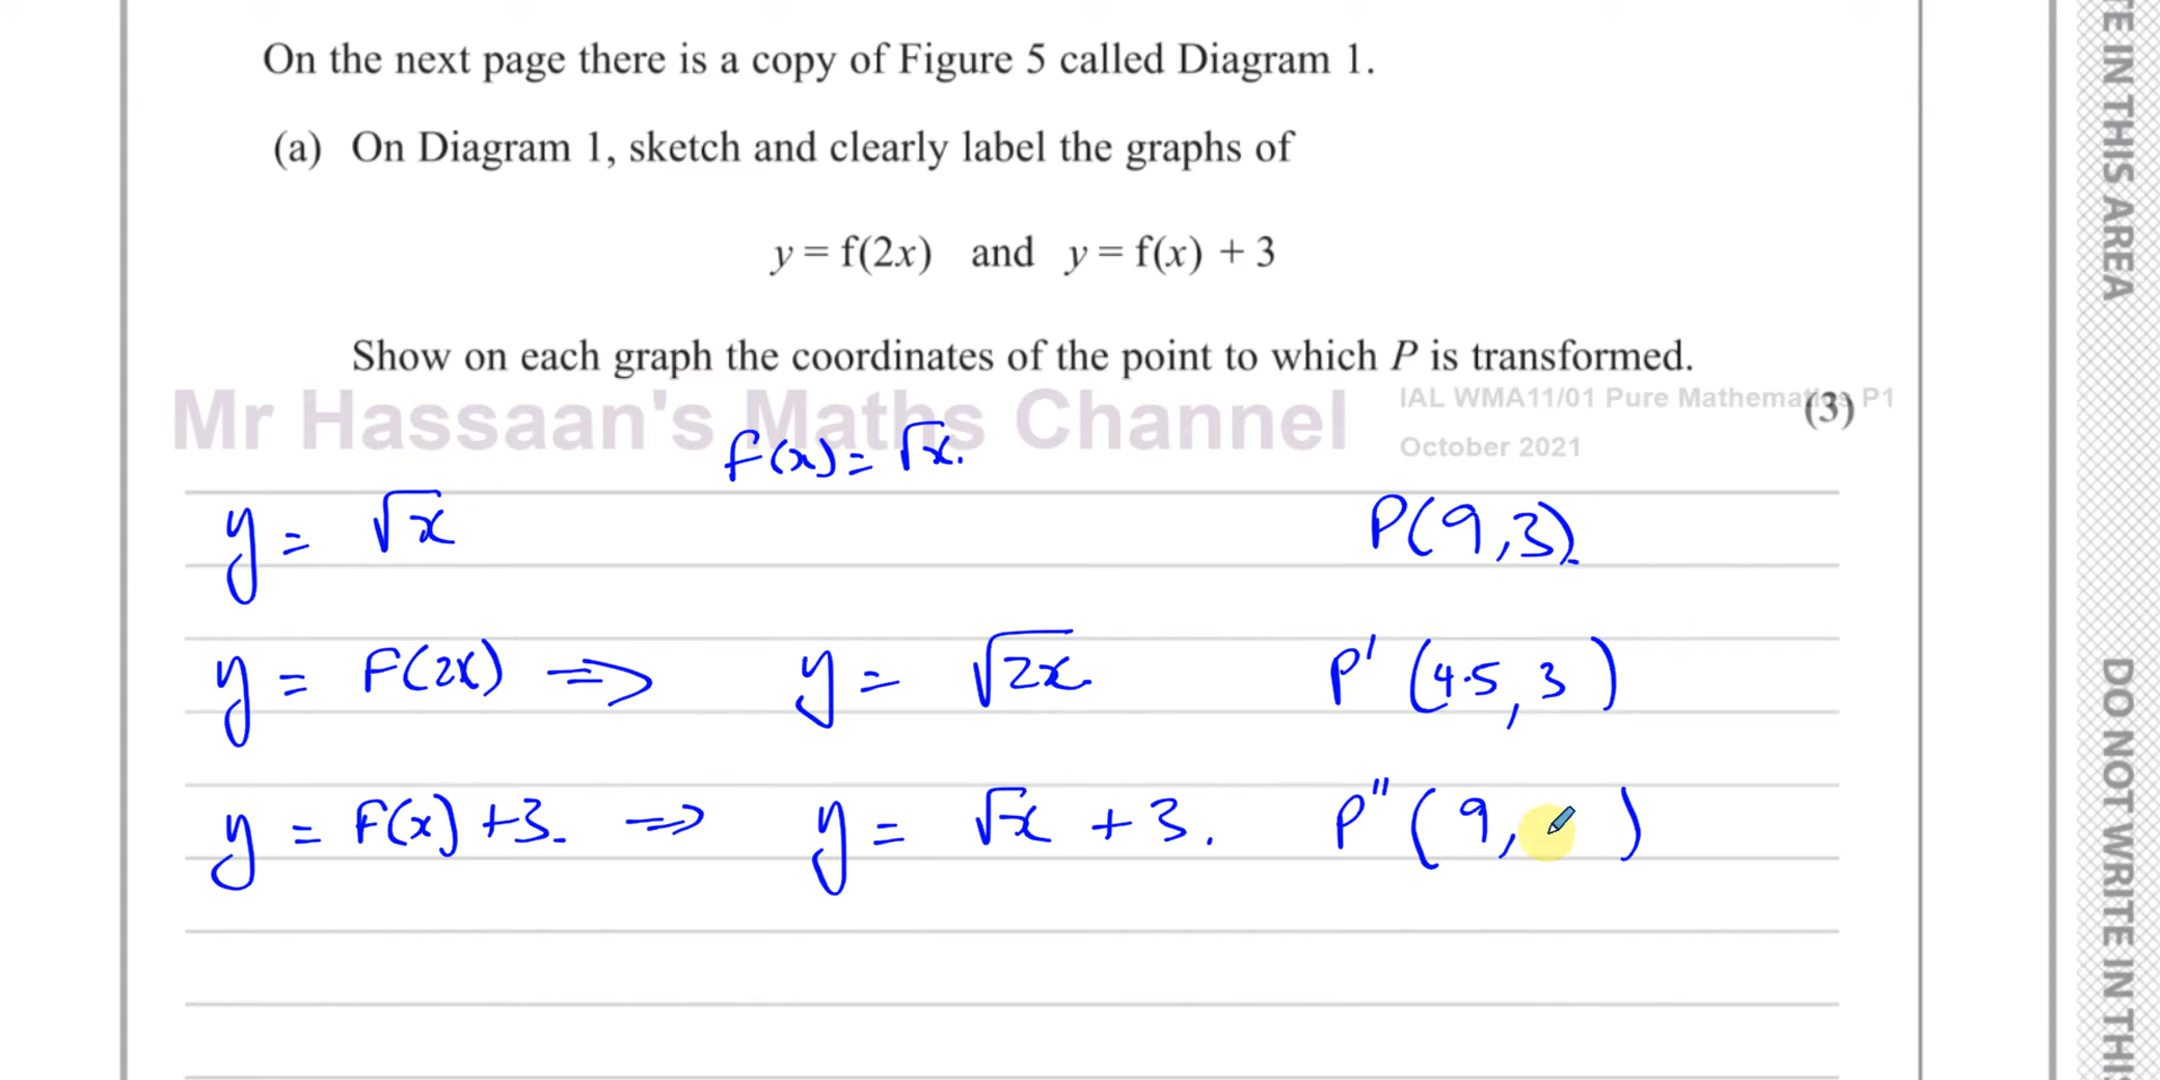 On the next page there is a copy of Figure 5 called Diagram 1.
(a) On Diagram 1, sketch and clearly label the graphs of
y = f(2x) and y = f(x) + 3
Show on each graph the coordinates of the point to which P is transformed.
(3)
Mr Hassaan's Maths Channel
IAL WMA11/01 Pure Mathematics P1
October 2021
f(x) = √x.
y = √x P(9,3).
y = F(2x) ⇒ y = √2x P' (4.5, 3)
y = F(x) + 3. ⇒ y = √x + 3. P" (9, )
TE IN THIS AREA
DO NOT WRITE IN THI